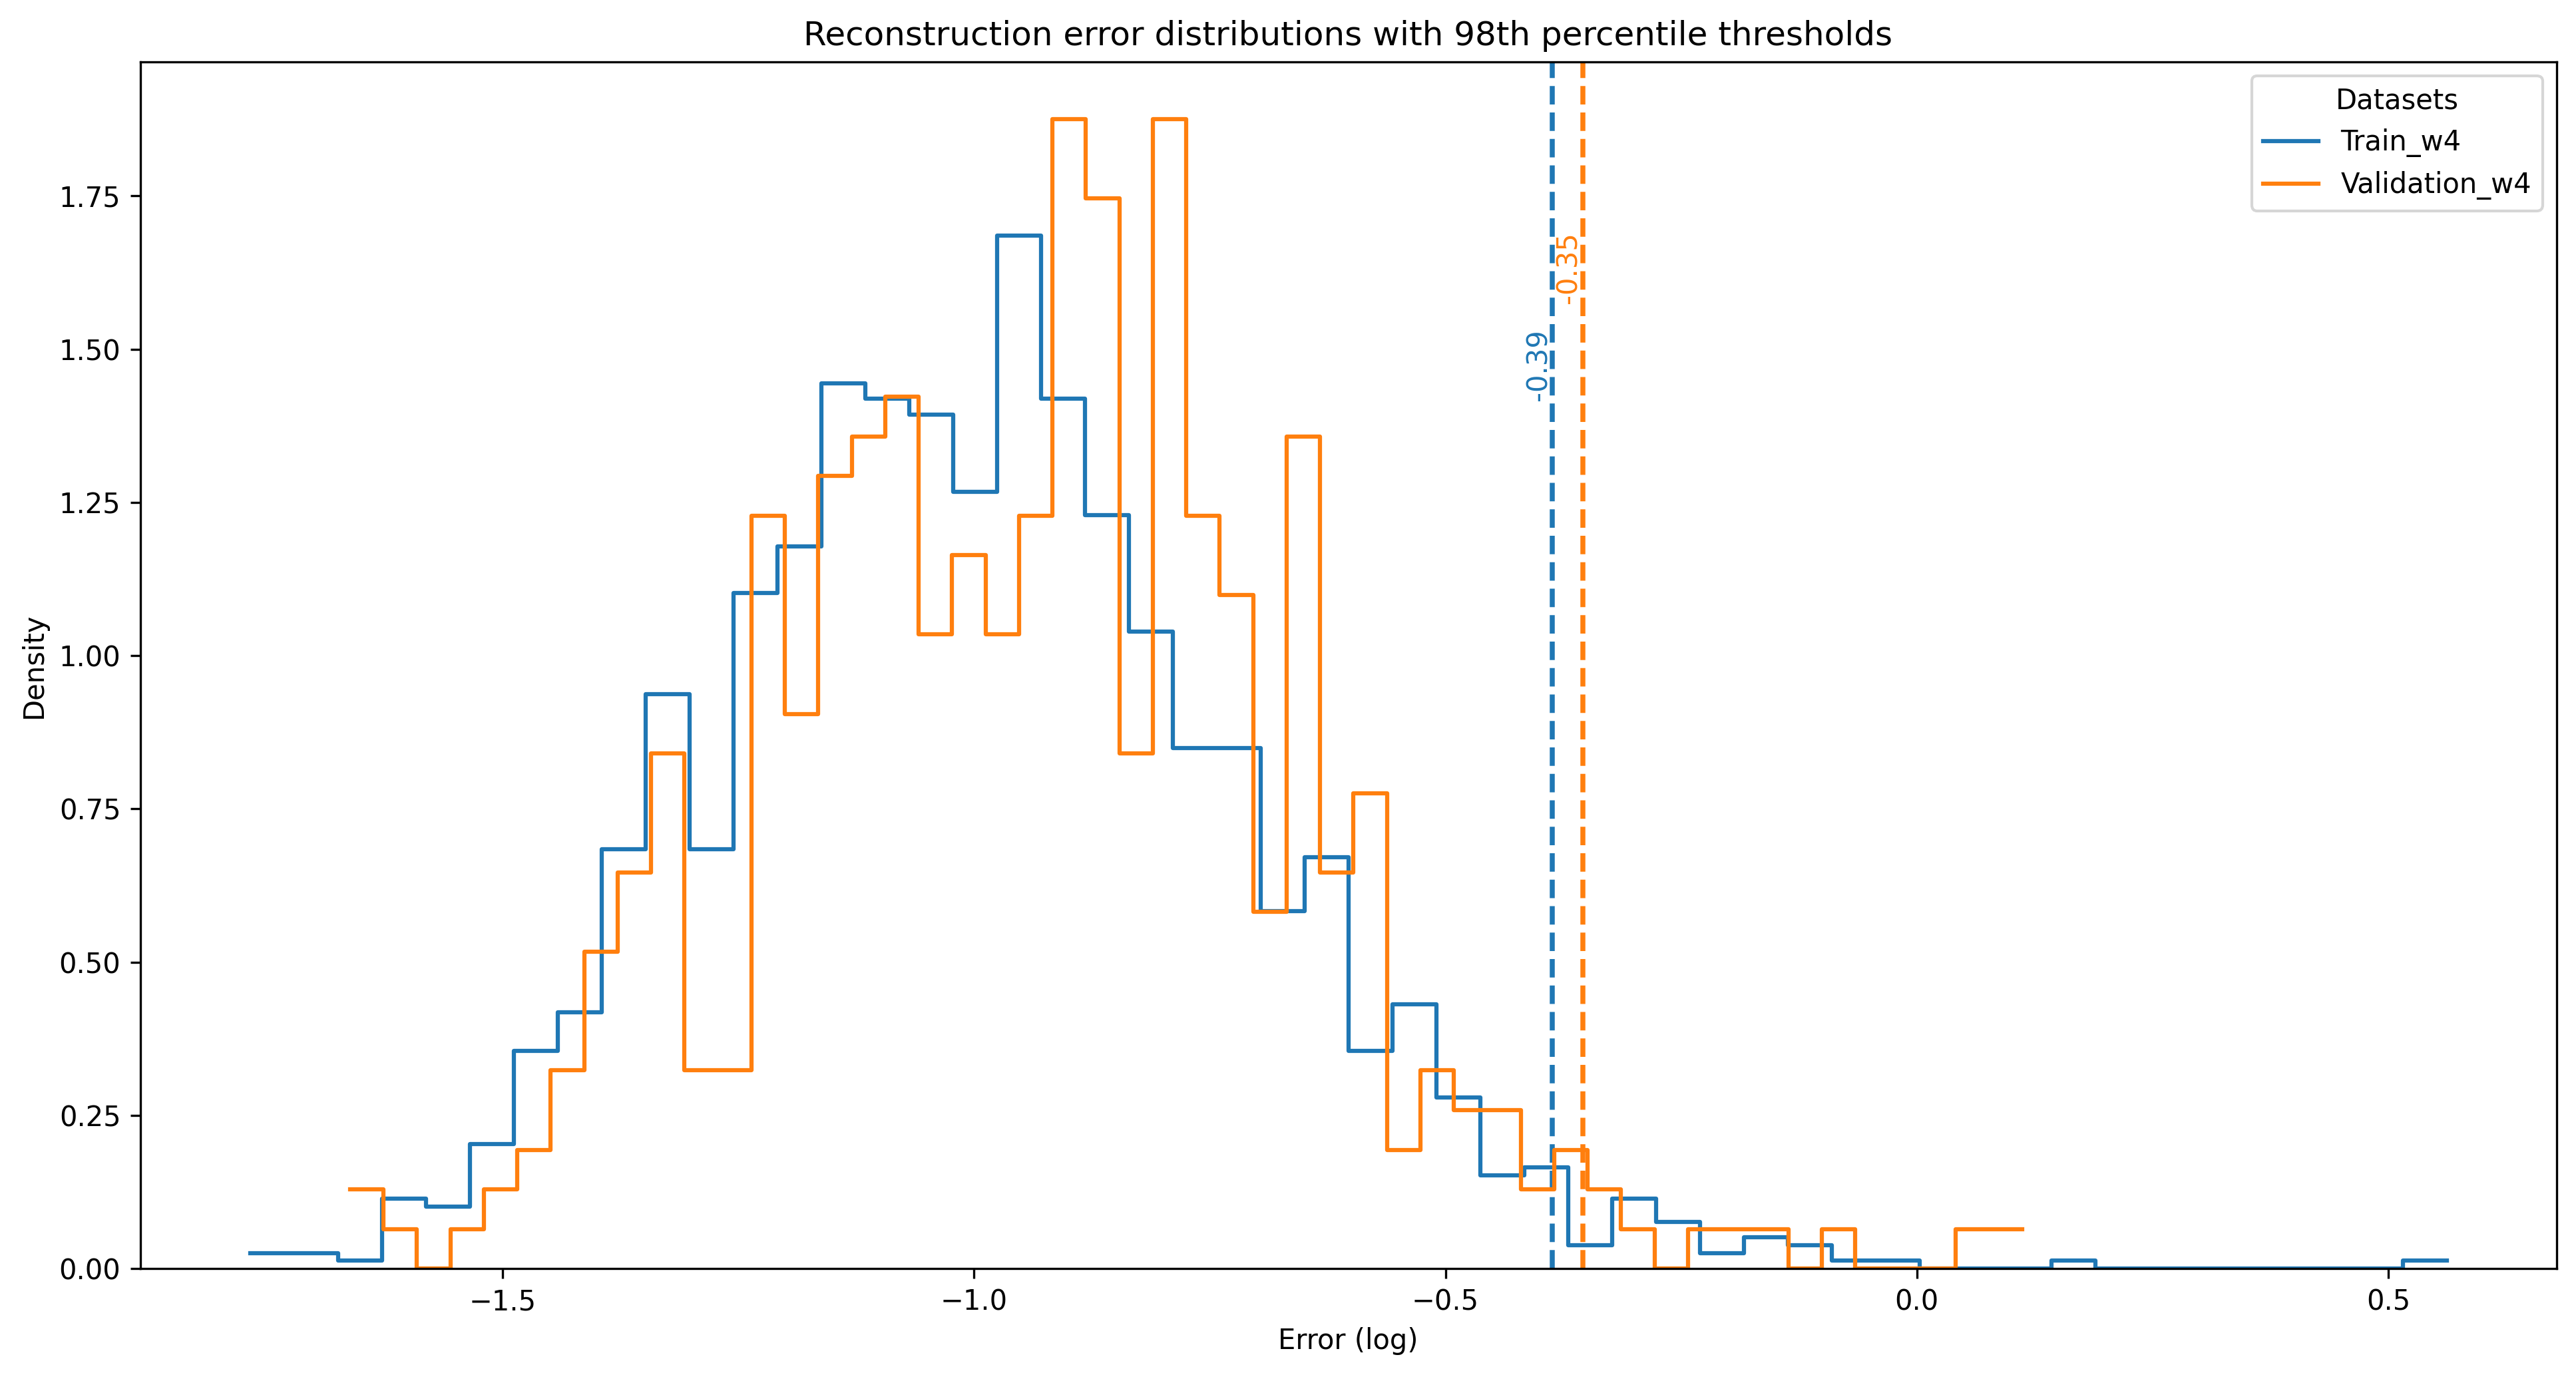 Reconstruction error distributions with 98th percentile thresholds
Datasets
Train_w4
Validation_w4
-0.35
-0.39
Density
1.75
1.50
1.25
1.00
0.75
0.50
0.25
0.00
−1.5
−1.0
−0.5
0.0
0.5
Error (log)